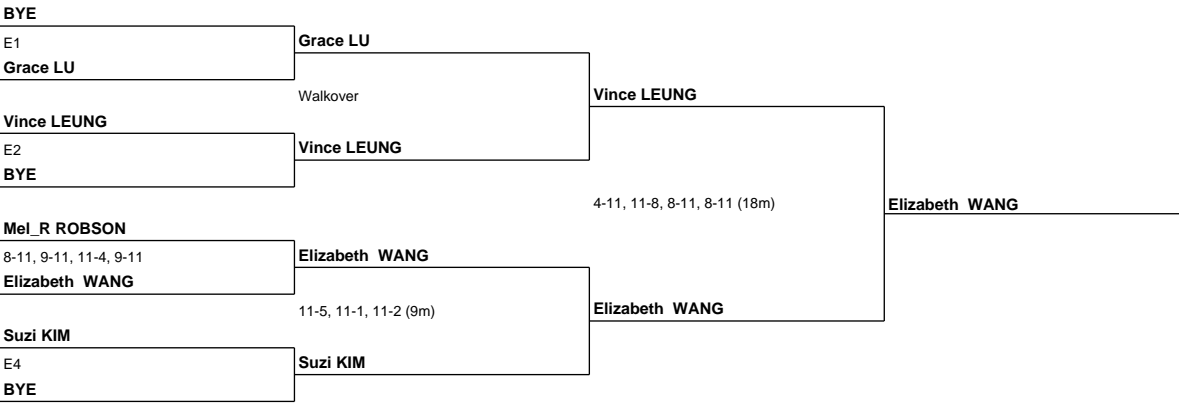 BYE
E1
Grace LU
Grace LU
Walkover
Vince LEUNG
Vince LEUNG
E2
Vince LEUNG
BYE
4-11, 11-8, 8-11, 8-11 (18m)
Elizabeth  WANG
Mel_R ROBSON
8-11, 9-11, 11-4, 9-11
Elizabeth  WANG
Elizabeth  WANG
11-5, 11-1, 11-2 (9m)
Elizabeth  WANG
Suzi KIM
E4
Suzi KIM
BYE